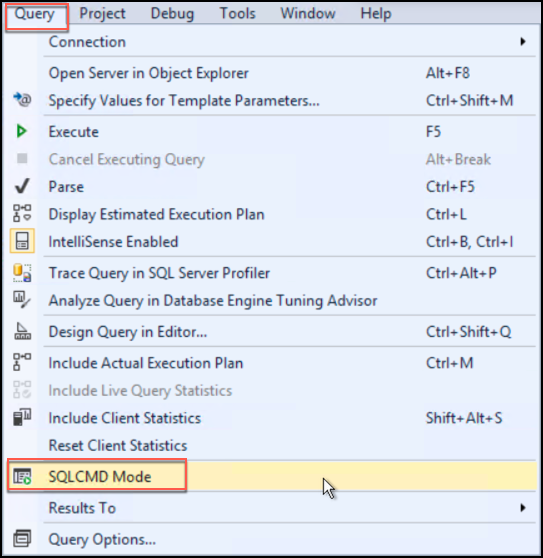 Query Project Debug Tools Window Help
Connection
Open Server in Object Explorer Alt+F8
Specify Values for Template Parameters... Ctrl+Shift+M
Execute F5
Cancel Executing Query Alt+Break
Parse Ctrl+F5
Display Estimated Execution Plan Ctrl+L
IntelliSense Enabled Ctrl+B, Ctrl+I
Trace Query in SQL Server Profiler Ctrl+Alt+P
Analyze Query in Database Engine Tuning Advisor
Design Query in Editor... Ctrl+Shift+Q
Include Actual Execution Plan Ctrl+M
Include Live Query Statistics
Include Client Statistics Shift+Alt+S
Reset Client Statistics
SQLCMD Mode
Results To
Query Options...